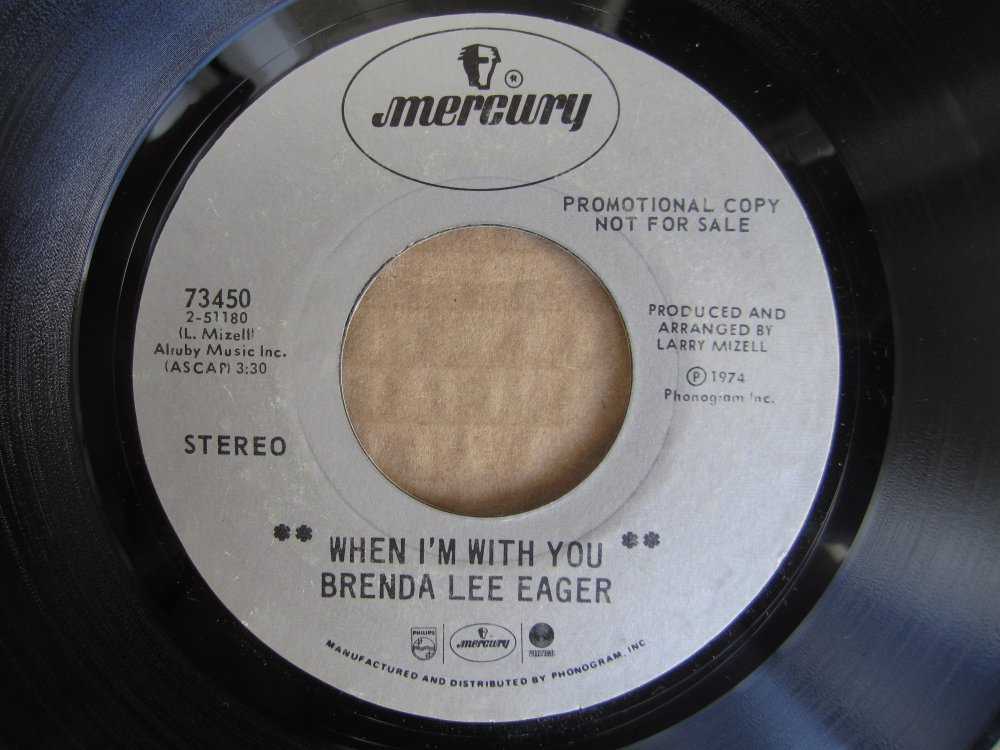 mercury
®
PROMOTIONAL COPY
NOT FOR SALE
73450
2-51180
(L. Mizell)
Alruby Music Inc.
(ASCAP) 3:30
STEREO
PRODUCED AND
ARRANGED BY
LARRY MIZELL
Ⓟ 1974
Phonogram Inc.
** WHEN I'M WITH YOU **
BRENDA LEE EAGER
PHILIPS
mercury
MANUFACTURED AND DISTRIBUTED BY PHONOGRAM, INC